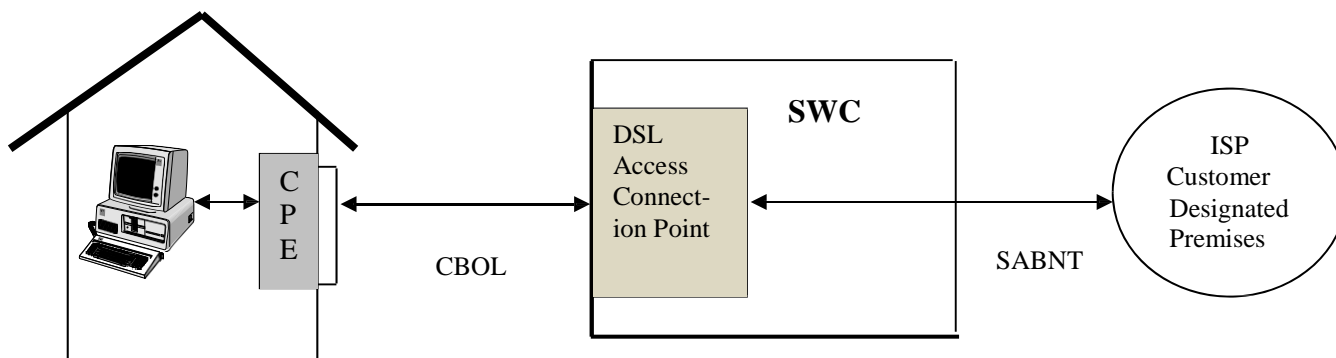 C
P
E
CBOL
DSL
Access
Connect-
ion Point
SWC
SABNT
ISP
Customer
Designated
Premises